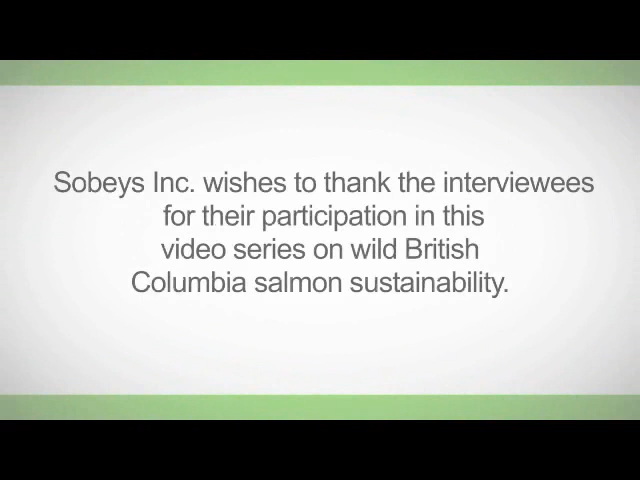 Sobeys Inc. wishes to thank the interviewees
for their participation in this
video series on wild British
Columbia salmon sustainability.